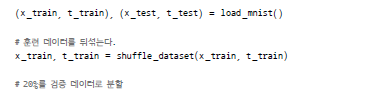 (x_train, t_train), (x_test, t_test) = load_mnist()
# 훈련 데이터를 뒤섞는다.
x_train, t_train = shuffle_dataset(x_train, t_train)
# 20%를 검증 데이터로 분할